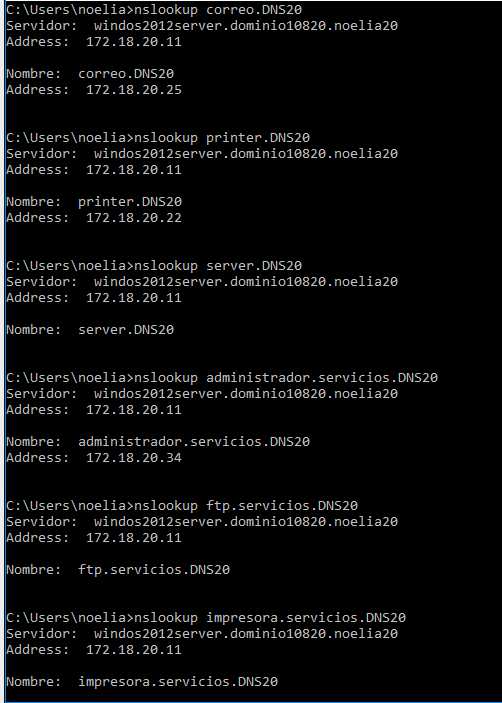 C:\Users\noelia>nslookup correo.DNS20
Servidor:  windos2012server.dominio10820.noelia20
Address:  172.18.20.11
Nombre:  correo.DNS20
Address:  172.18.20.25
C:\Users\noelia>nslookup printer.DNS20
Servidor:  windos2012server.dominio10820.noelia20
Address:  172.18.20.11
Nombre:  printer.DNS20
Address:  172.18.20.22
C:\Users\noelia>nslookup server.DNS20
Servidor:  windos2012server.dominio10820.noelia20
Address:  172.18.20.11
Nombre:  server.DNS20
C:\Users\noelia>nslookup administrador.servicios.DNS20
Servidor:  windos2012server.dominio10820.noelia20
Address:  172.18.20.11
Nombre:  administrador.servicios.DNS20
Address:  172.18.20.34
C:\Users\noelia>nslookup ftp.servicios.DNS20
Servidor:  windos2012server.dominio10820.noelia20
Address:  172.18.20.11
Nombre:  ftp.servicios.DNS20
C:\Users\noelia>nslookup impresora.servicios.DNS20
Servidor:  windos2012server.dominio10820.noelia20
Address:  172.18.20.11
Nombre:  impresora.servicios.DNS20